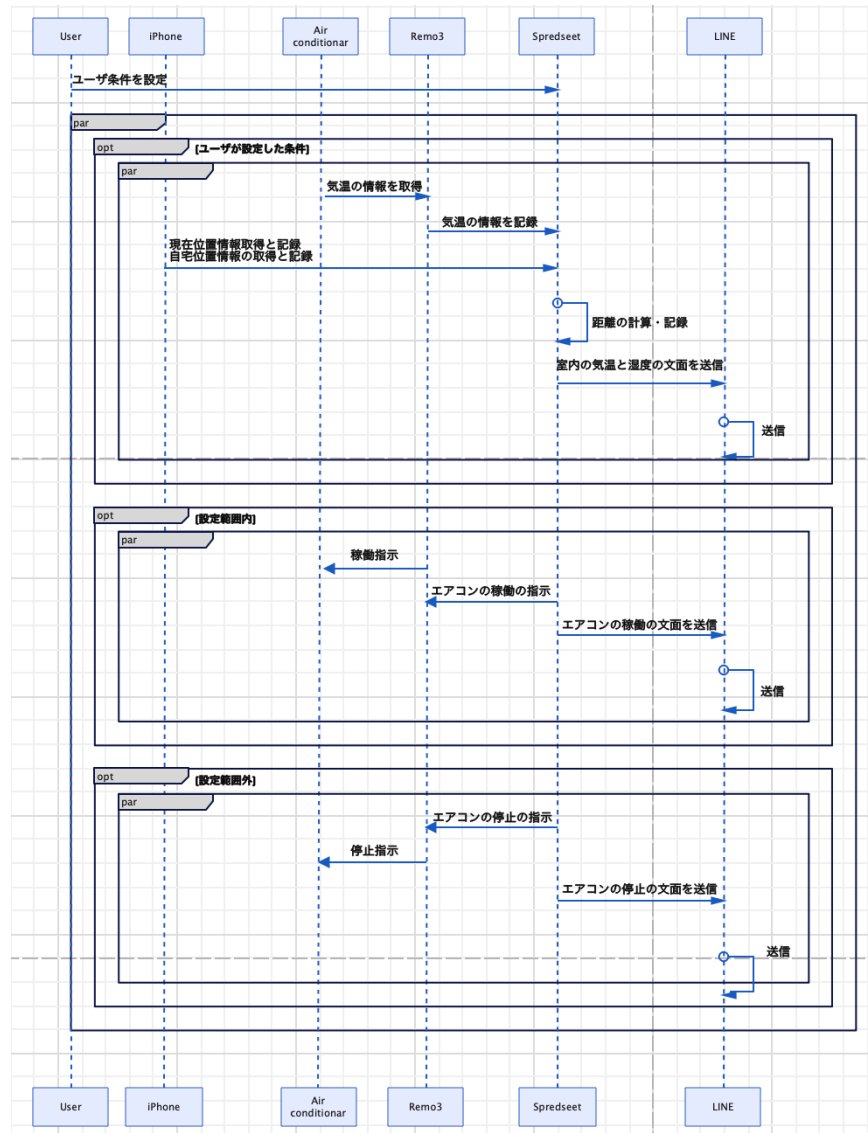 User
iPhone
Air
conditionar
Remo3
Spredseet
LINE
ユーザ条件を設定
par
opt
[ユーザが設定した条件]
par
気温の情報を取得
気温の情報を記録
現在位置情報取得と記録
自宅位置情報の取得と記録
距離の計算・記録
室内の気温と湿度の文面を送信
送信
opt
[設定範囲内]
par
稼働指示
エアコンの稼働の指示
エアコンの稼働の文面を送信
送信
opt
[設定範囲外]
par
エアコンの停止の指示
停止指示
エアコンの停止の文面を送信
送信
User
iPhone
Air
conditionar
Remo3
Spredseet
LINE